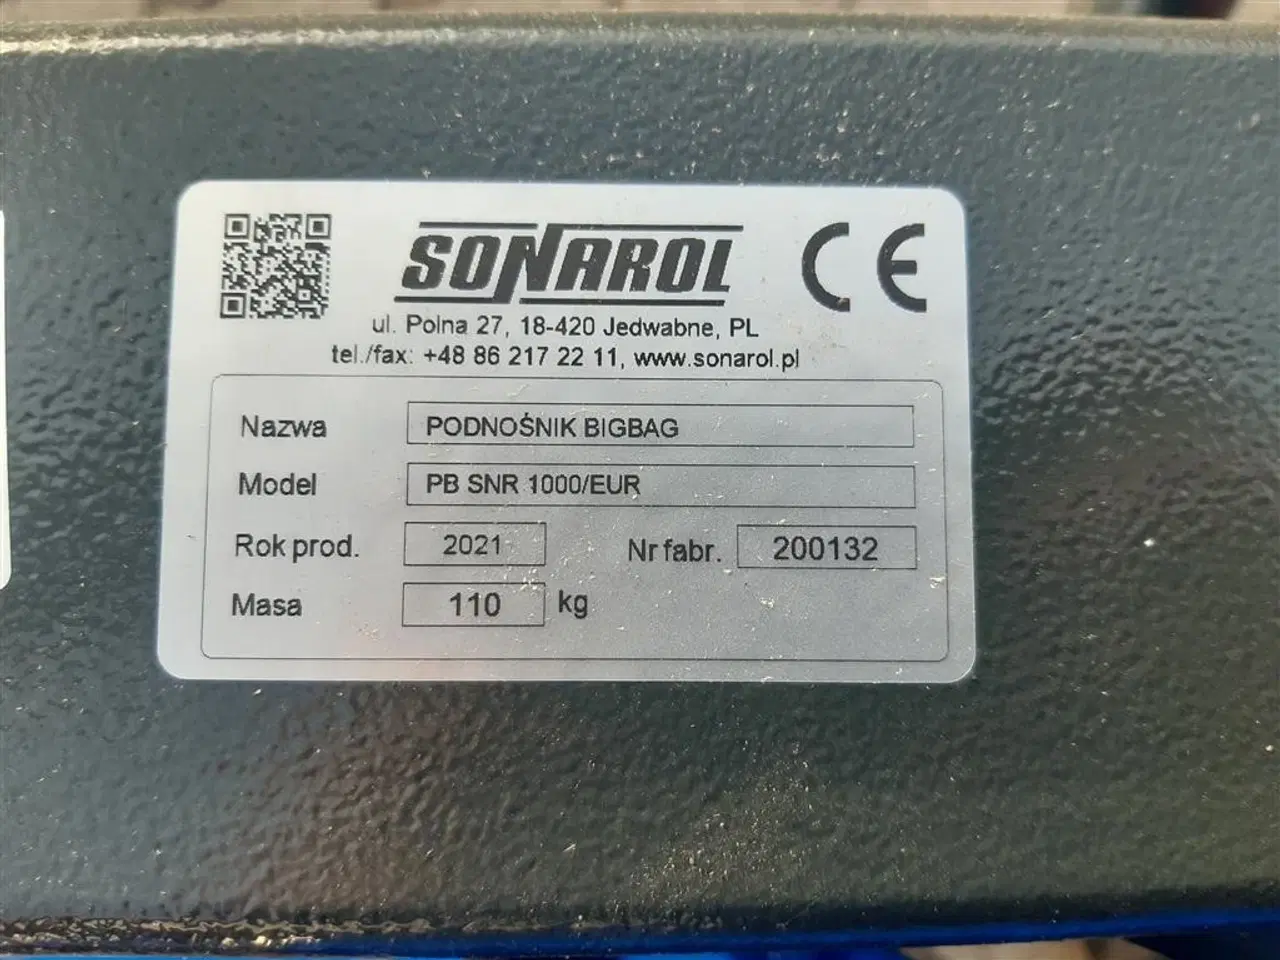 SONAROL
CE
ul. Polna 27, 18-420 Jedwabne, PL
tel./fax: +48 86 217 22 11, www.sonarol.pl
Nazwa PODNOŚNIK BIGBAG
Model PB SNR 1000/EUR
Rok prod. 2021 Nr fabr. 200132
Masa 110 kg